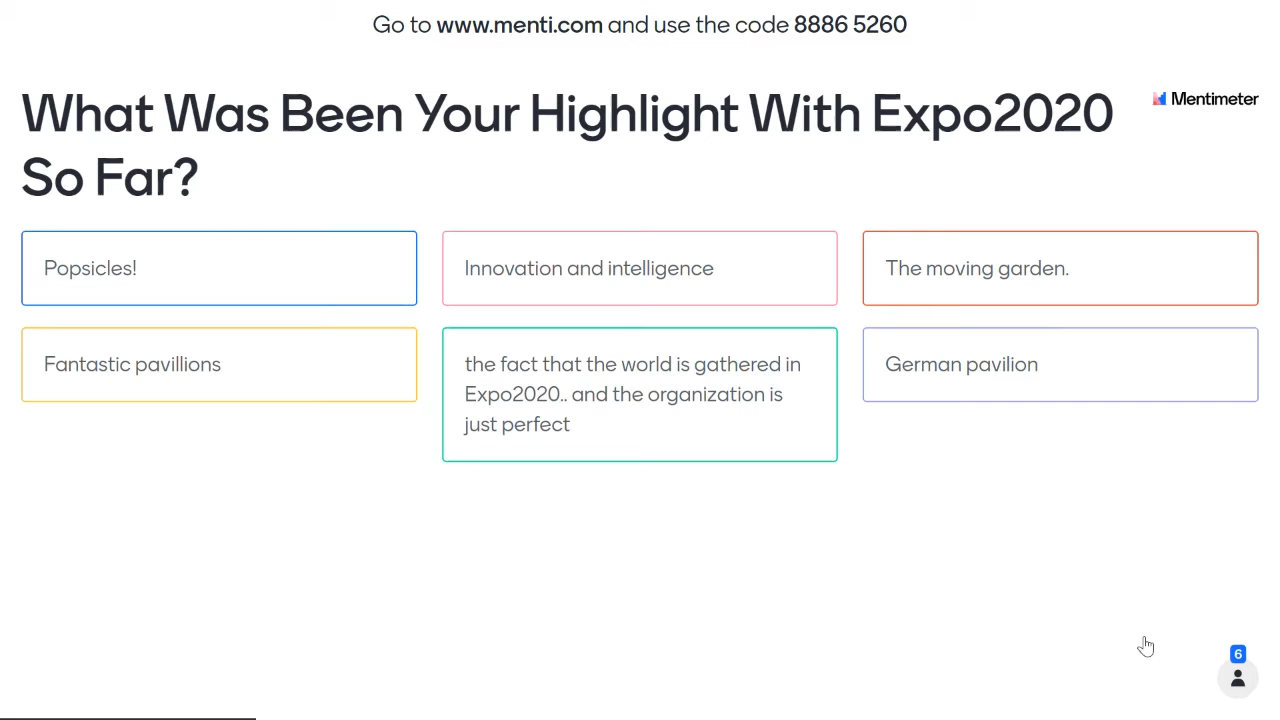 Go to www.menti.com and use the code 8886 5260
What Was Been Your Highlight With Expo2020
So Far?
Mentimeter
Popsicles!
Innovation and intelligence
The moving garden.
Fantastic pavillions
the fact that the world is gathered in
Expo2020.. and the organization is
just perfect
German pavilion
6